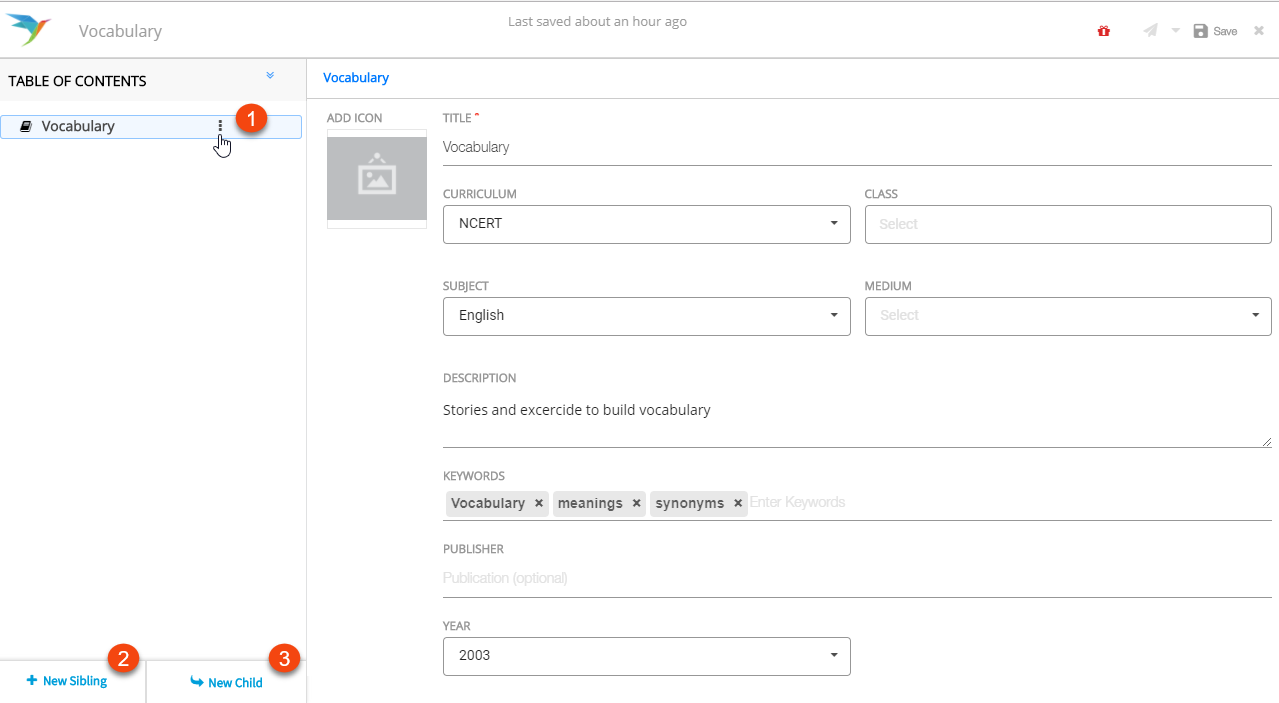 Vocabulary
Last saved about an hour ago
Save
TABLE OF CONTENTS
Vocabulary
1
2
New Sibling
3
New Child
Vocabulary
ADD ICON
TITLE *
Vocabulary
CURRICULUM
NCERT
CLASS
Select
SUBJECT
English
MEDIUM
Select
DESCRIPTION
Stories and excercide to build vocabulary
KEYWORDS
Vocabulary × meanings × synonyms × Enter Keywords
PUBLISHER
Publication (optional)
YEAR
2003